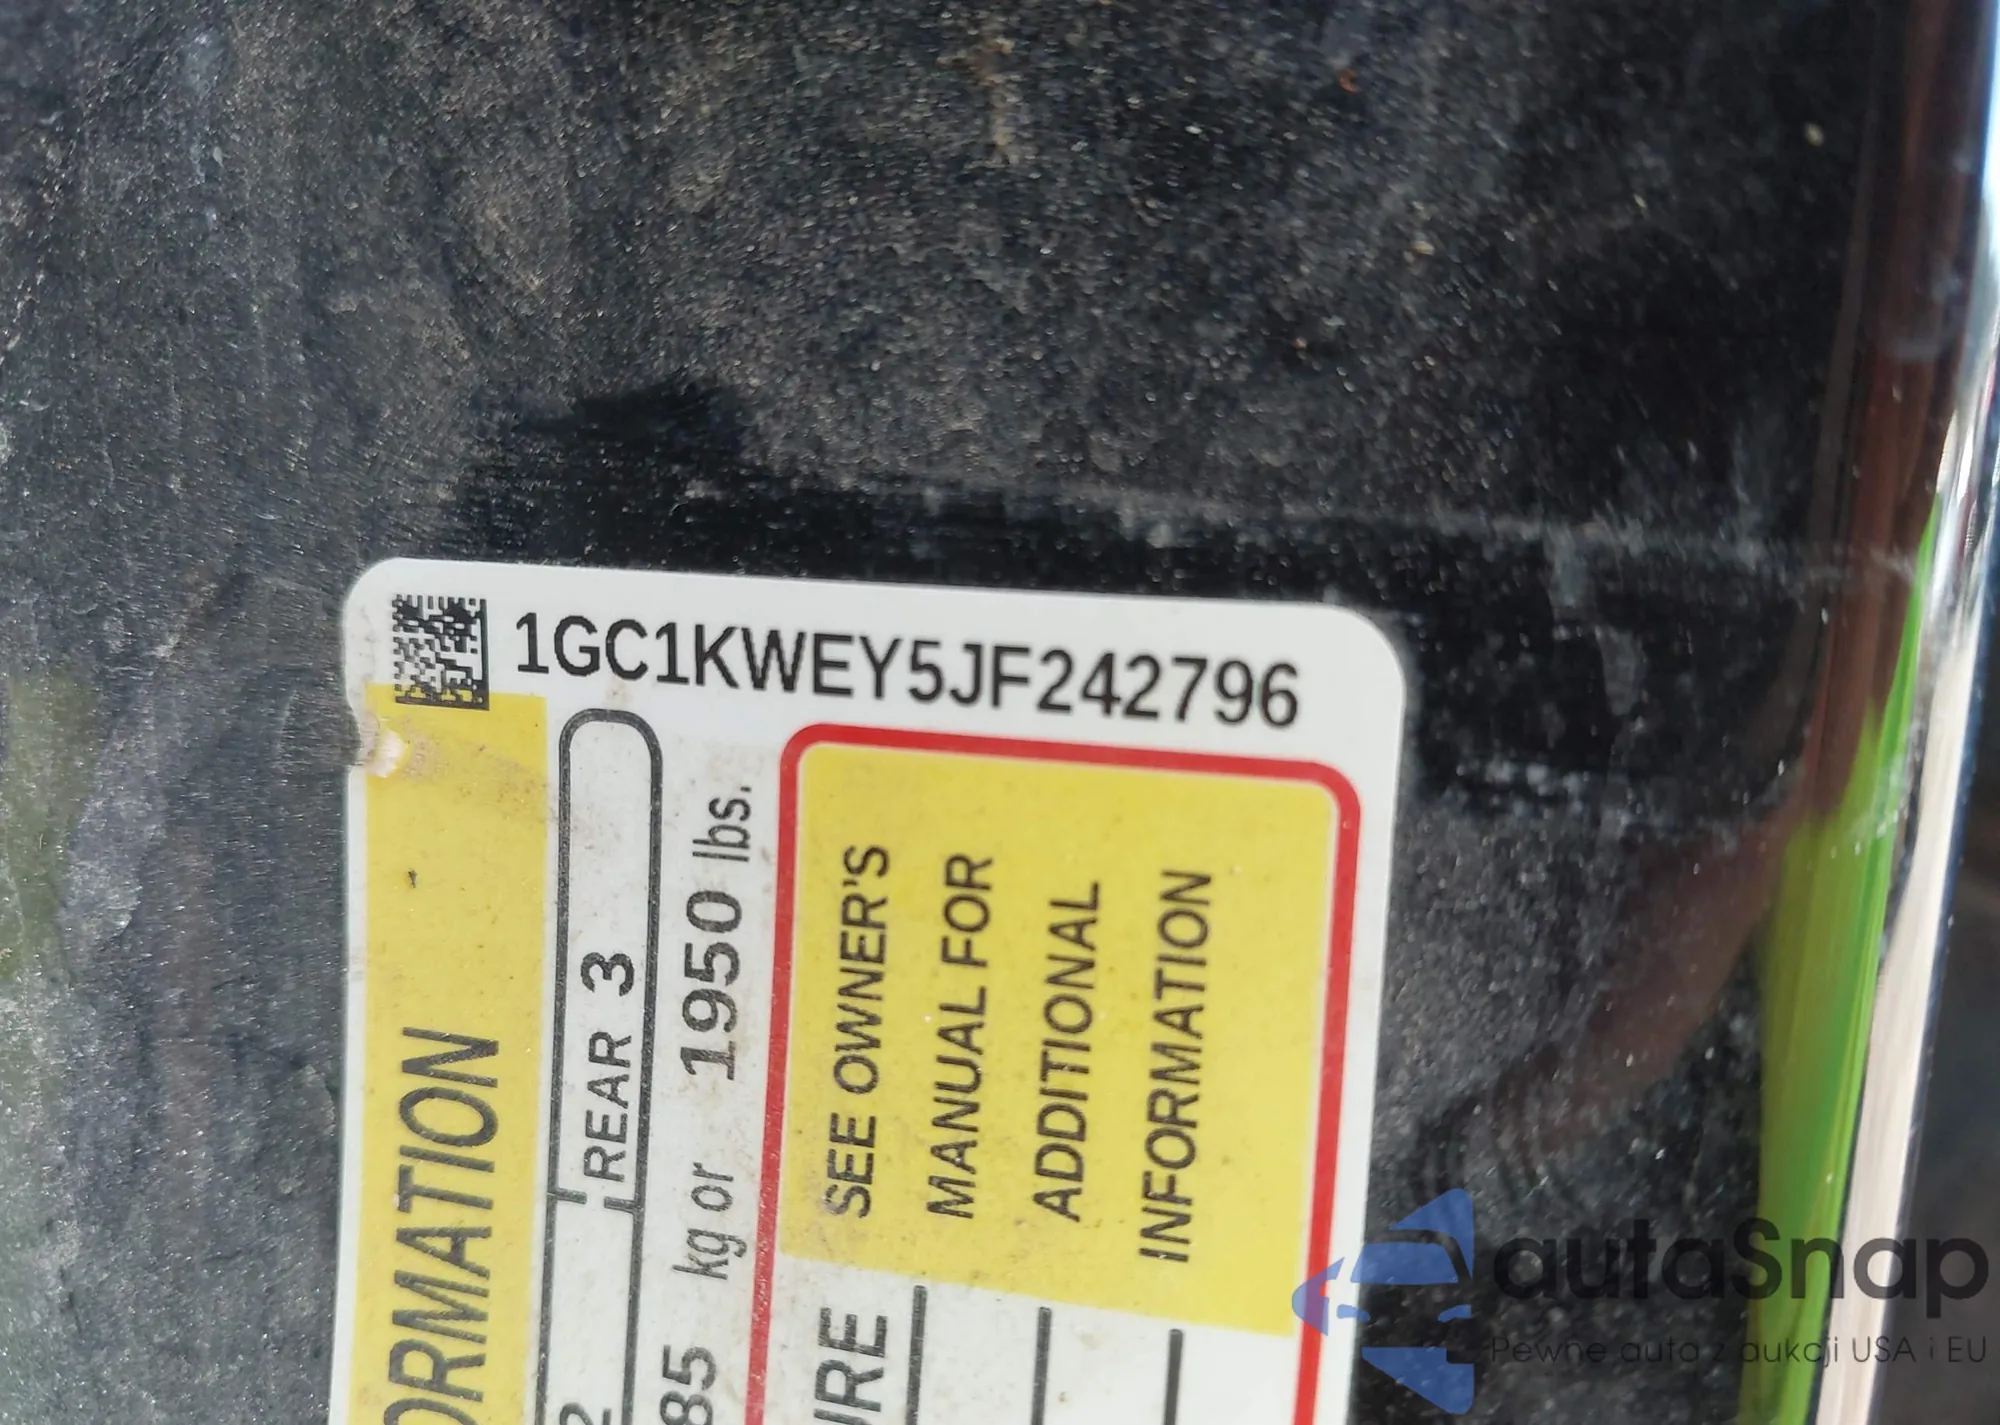 1GC1KWEY5JF242796
ORMATION
2 REAR 3
85 kg or 1950 lbs.
SEE OWNER'S
MANUAL FOR
ADDITIONAL
INFORMATION
autaSnap
Pewne auta z aukcji USA i EU